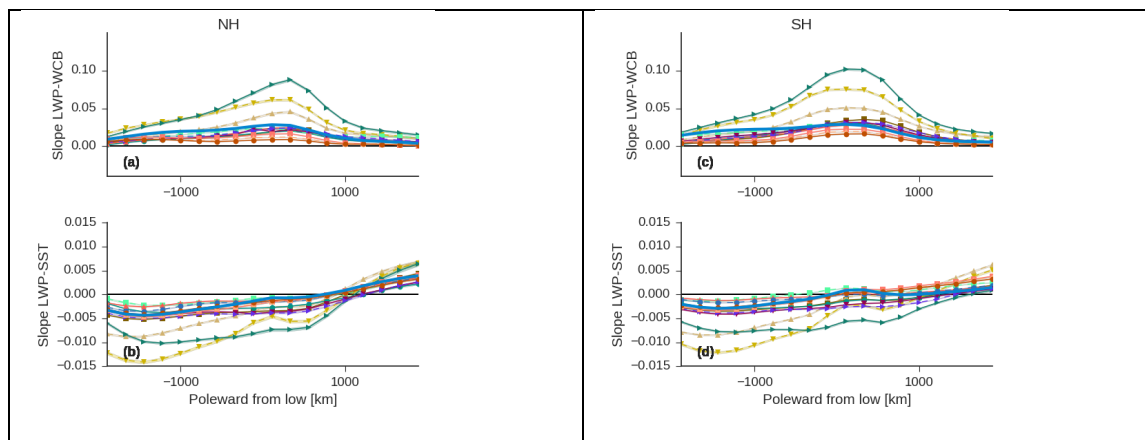 NH
Slope LWP-WCB
0.10
0.05
0.00
(a)
−1000
1000
Slope LWP-SST
0.015
0.010
0.005
0.000
−0.005
−0.010
−0.015
(b)
−1000
1000
Poleward from low [km]
SH
Slope LWP-WCB
0.10
0.05
0.00
(c)
−1000
1000
Slope LWP-SST
0.015
0.010
0.005
0.000
−0.005
−0.010
−0.015
(d)
−1000
1000
Poleward from low [km]